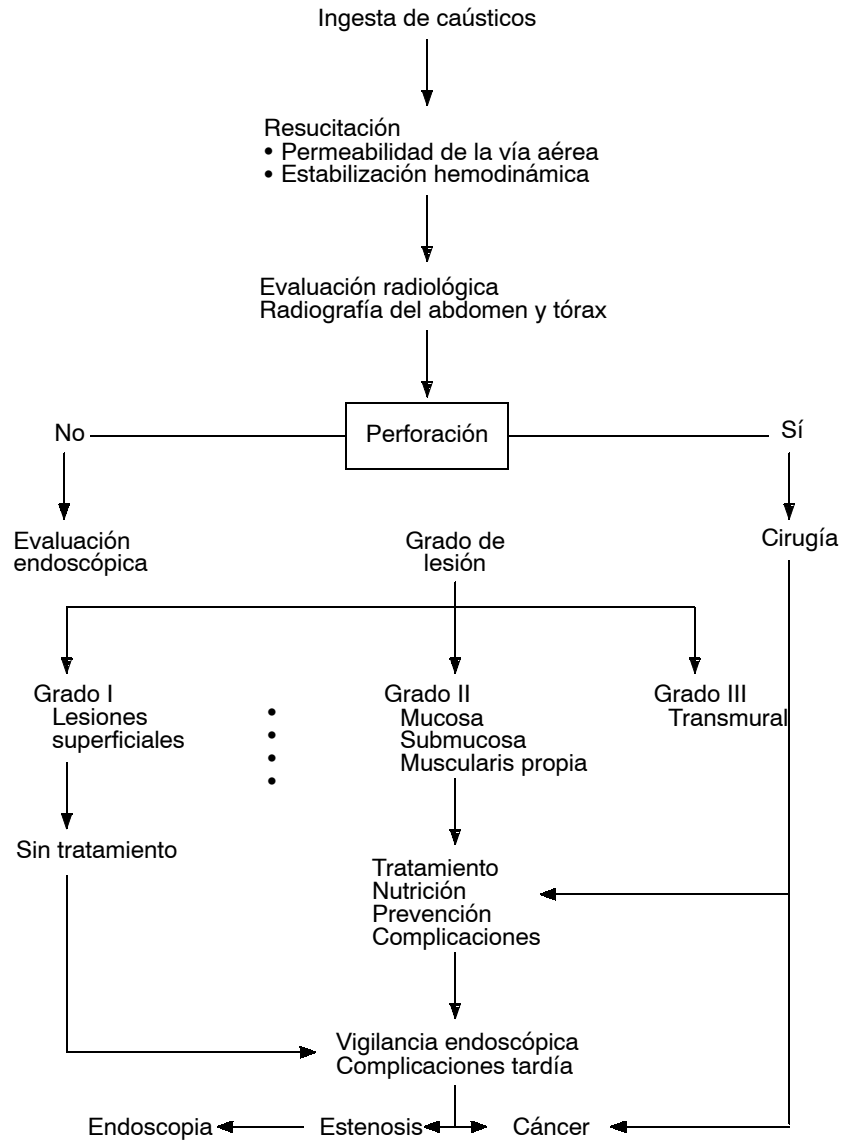 Ingesta de caústicos
Resucitación
• Permeabilidad de la vía aérea
• Estabilización hemodinámica
Evaluación radiológica
Radiografía del abdomen y tórax
No
Perforación
Sí
Evaluación
endoscópica
Grado de
lesión
Cirugía
Grado I
Lesiones
superficiales
•
•
•
•
Grado II
Mucosa
Submucosa
Muscularis propia
Grado III
Transmural
Sin tratamiento
Tratamiento
Nutrición
Prevención
Complicaciones
Vigilancia endoscópica
Complicaciones tardía
Endoscopia
Estenosis
Cáncer